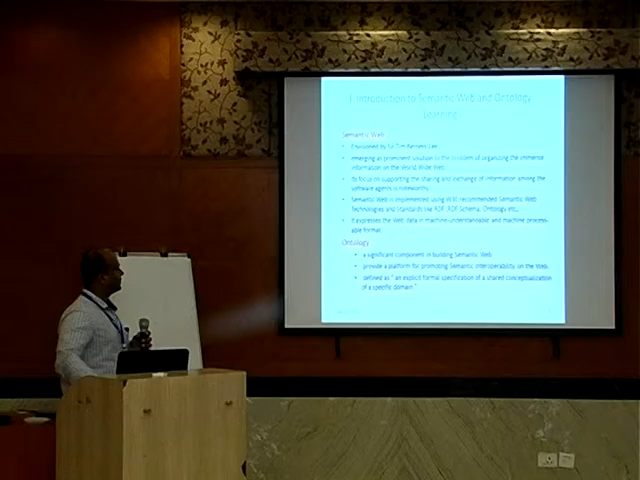 1 Introduction to Semantic Web and Ontology
Learning
Semantic Web
• Envisioned by Sir Tim Berners Lee
• emerging as prominent solution to the problem of organizing the immense
information on the World Wide Web.
• Its focus on supporting the sharing and exchange of information among the
software agents is noteworthy.
• Semantic Web is implemented using W3C recommended Semantic Web
Technologies and Standards like RDF, RDF Schema, Ontology etc.,
• It expresses the Web data in machine-understandable and machine process-
able format.
Ontology
• a significant component in building Semantic Web.
• provide a platform for promoting Semantic Interoperability on the Web.
• defined as " an explicit formal specification of a shared conceptualization
of a specific domain "